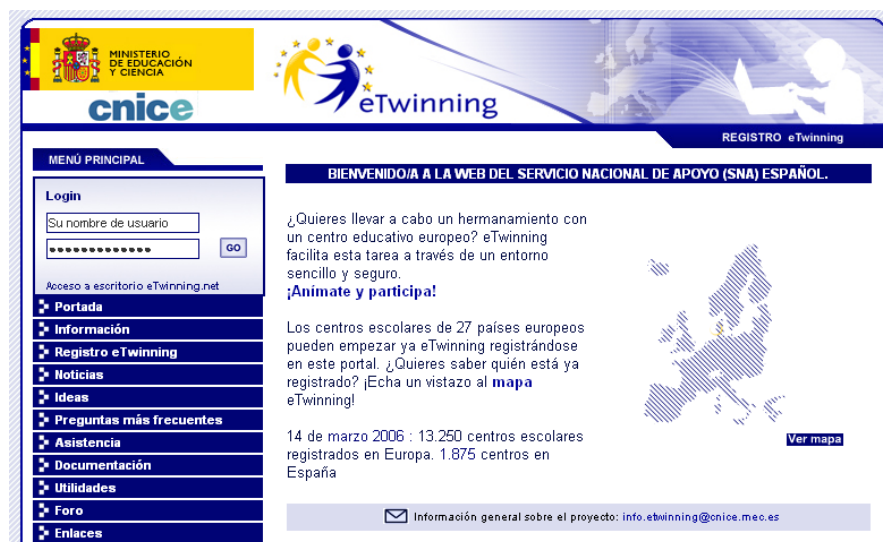 MINISTERIO
DE EDUCACIÓN
Y CIENCIA
cnice
eTwinning
REGISTRO eTwinning
MENÚ PRINCIPAL
Login
Su nombre de usuario
•••••••••••••
GO
Acceso a escritorio eTwinning.net
Portada
Información
Registro eTwinning
Noticias
Ideas
Preguntas más frecuentes
Asistencia
Documentación
Utilidades
Foro
Enlaces
BIENVENIDO/A A LA WEB DEL SERVICIO NACIONAL DE APOYO (SNA) ESPAÑOL.
¿Quieres llevar a cabo un hermanamiento con
un centro educativo europeo? eTwinning
facilita esta tarea a través de un entorno
sencillo y seguro.
¡Anímate y participa!
Los centros escolares de 27 países europeos
pueden empezar ya eTwinning registrándose
en este portal. ¿Quieres saber quién está ya
registrado? ¡Echa un vistazo al mapa
eTwinning!
14 de marzo 2006 : 13.250 centros escolares
registrados en Europa. 1.875 centros en
España
Ver mapa
Información general sobre el proyecto: info.etwinning@cnice.mec.es